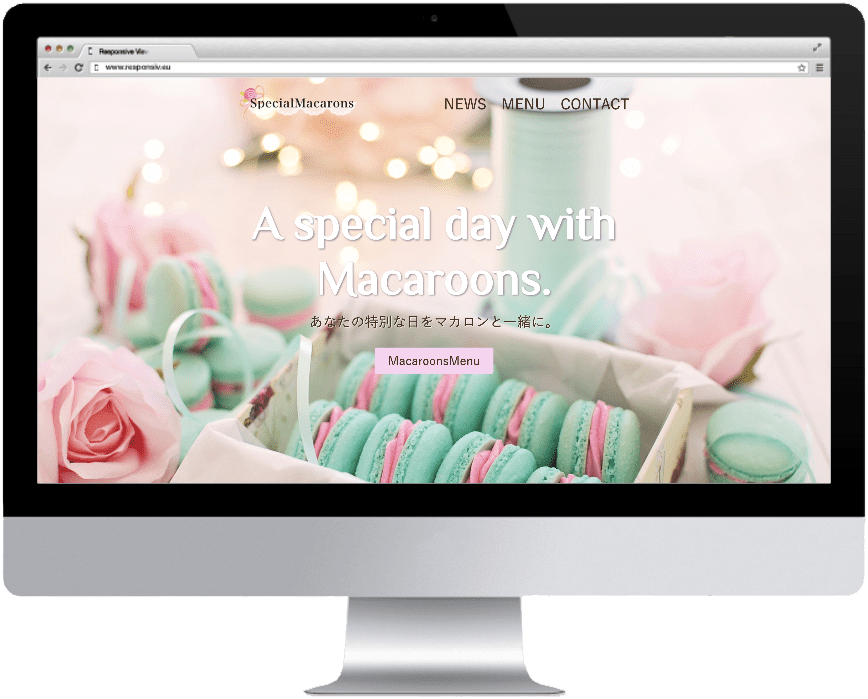 Responsive Vie
www.responsiv.eu
SpecialMacarons
NEWS MENU CONTACT
A special day with
Macaroons.
あなたの特別な日をマカロンと一緒に。
MacaroonsMenu